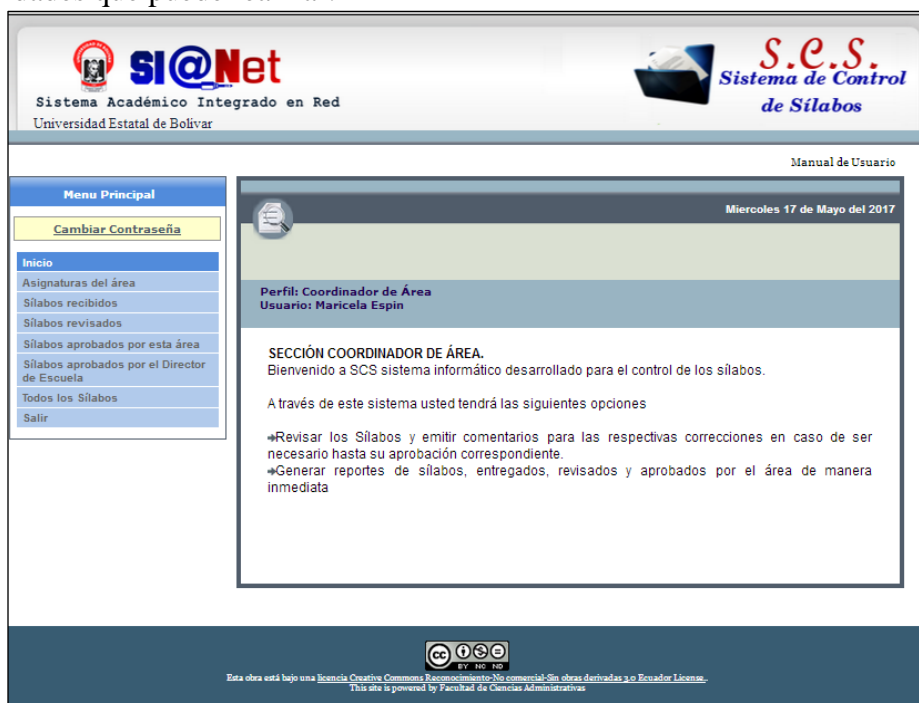 SI@Net
Sistema Académico Integrado en Red
Universidad Estatal de Bolivar
S.C.S.
Sistema de Control
de Sílabos
Manual de Usuario
Menu Principal
Cambiar Contraseña
Inicio
Asignaturas del área
Sílabos recibidos
Sílabos revisados
Sílabos aprobados por esta área
Sílabos aprobados por el Director
de Escuela
Todos los Sílabos
Salir
Miercoles 17 de Mayo del 2017
Perfil: Coordinador de Área
Usuario: Maricela Espin
SECCIÓN COORDINADOR DE ÁREA.
Bienvenido a SCS sistema informático desarrollado para el control de los sílabos.
A través de este sistema usted tendrá las siguientes opciones
➜Revisar los Sílabos y emitir comentarios para las respectivas correcciones en caso de ser
necesario hasta su aprobación correspondiente.
➜Generar reportes de sílabos, entregados, revisados y aprobados por el área de manera
inmediata
cc
BY NC ND
Esta obra está bajo una licencia Creative Commons Reconocimiento-No comercial-Sin obras derivadas 3.0 Ecuador License..
This site is powered by Facultad de Ciencias Administrativas